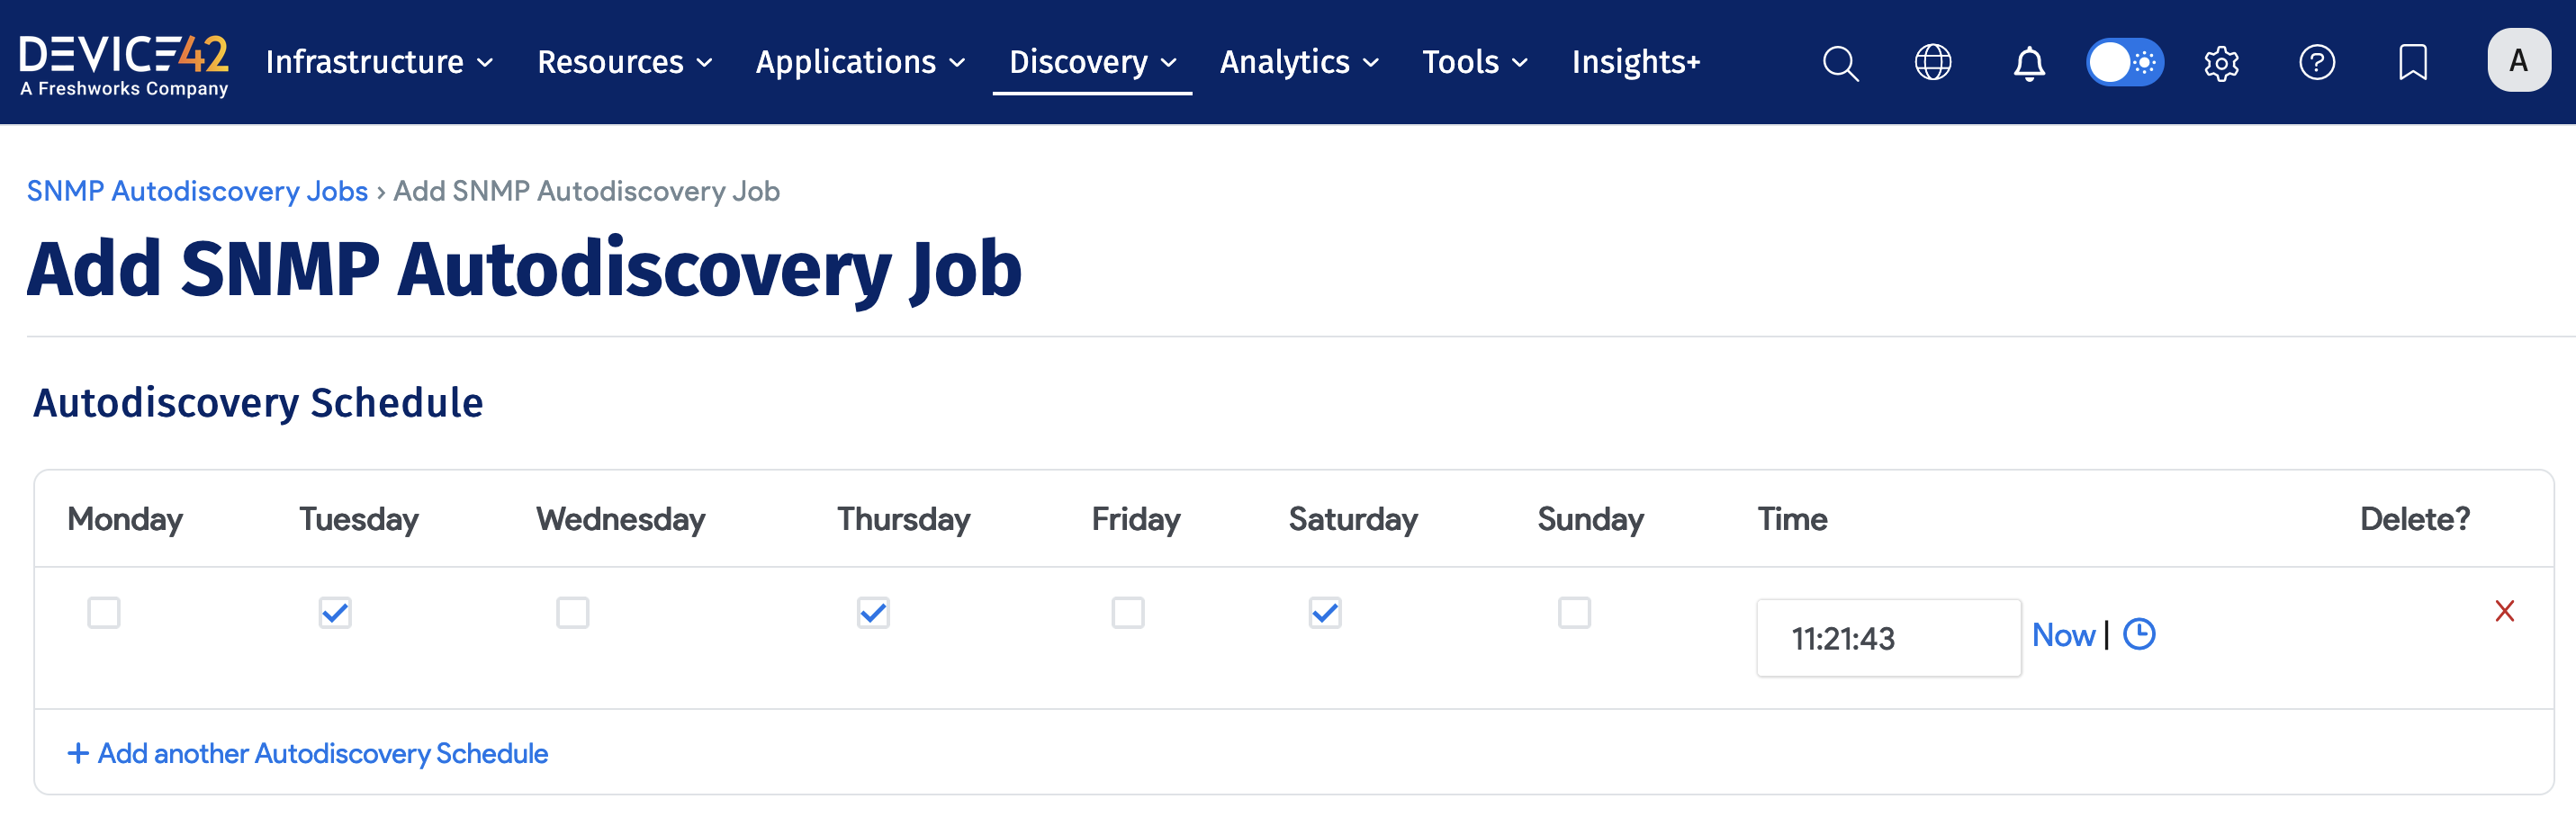 DEVICE42
A Freshworks Company
Infrastructure Resources Applications Discovery Analytics Tools Insights+ A
SNMP Autodiscovery Jobs › Add SNMP Autodiscovery Job
Add SNMP Autodiscovery Job
Autodiscovery Schedule
Monday Tuesday Wednesday Thursday Friday Saturday Sunday Time Delete?
11:21:43 Now |
+ Add another Autodiscovery Schedule